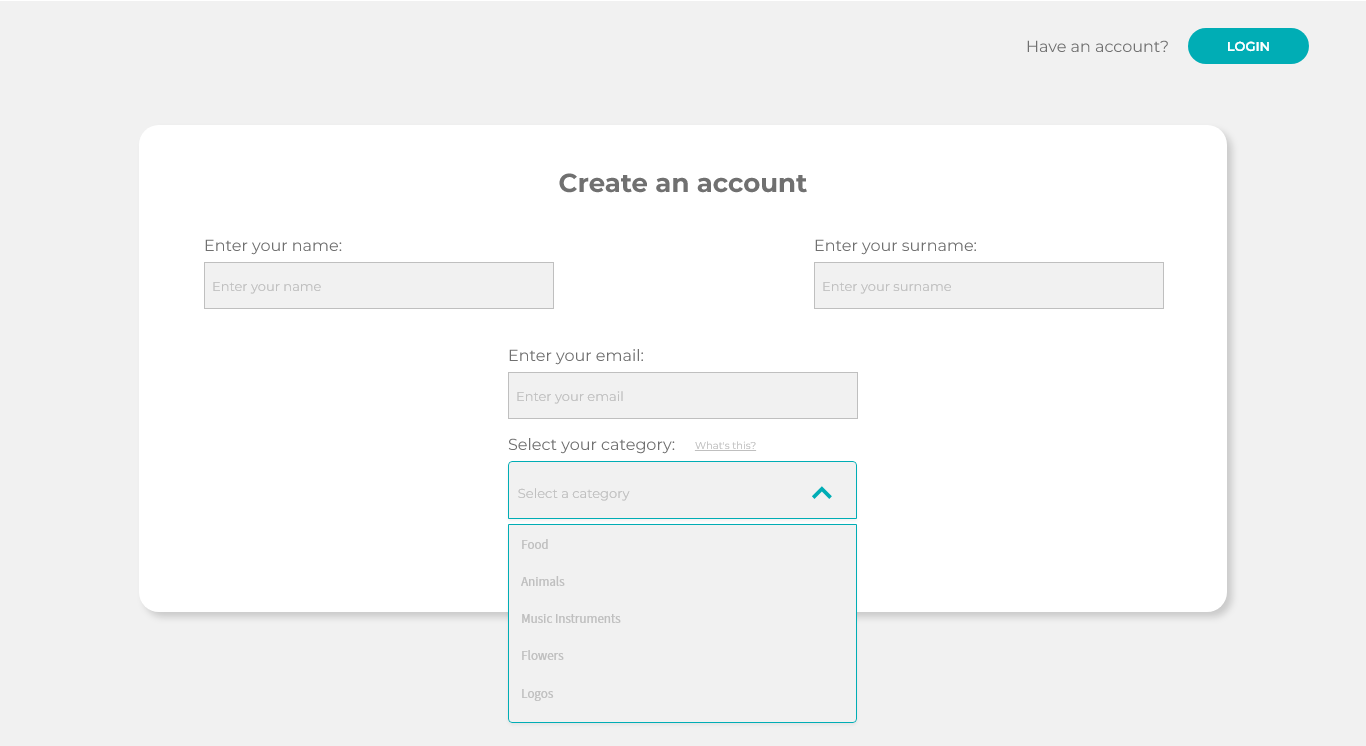 Have an account? LOGIN
Create an account
Enter your name:
Enter your name
Enter your surname:
Enter your surname
Enter your email:
Enter your email
Select your category: What's this?
Select a category
Food
Animals
Music Instruments
Flowers
Logos